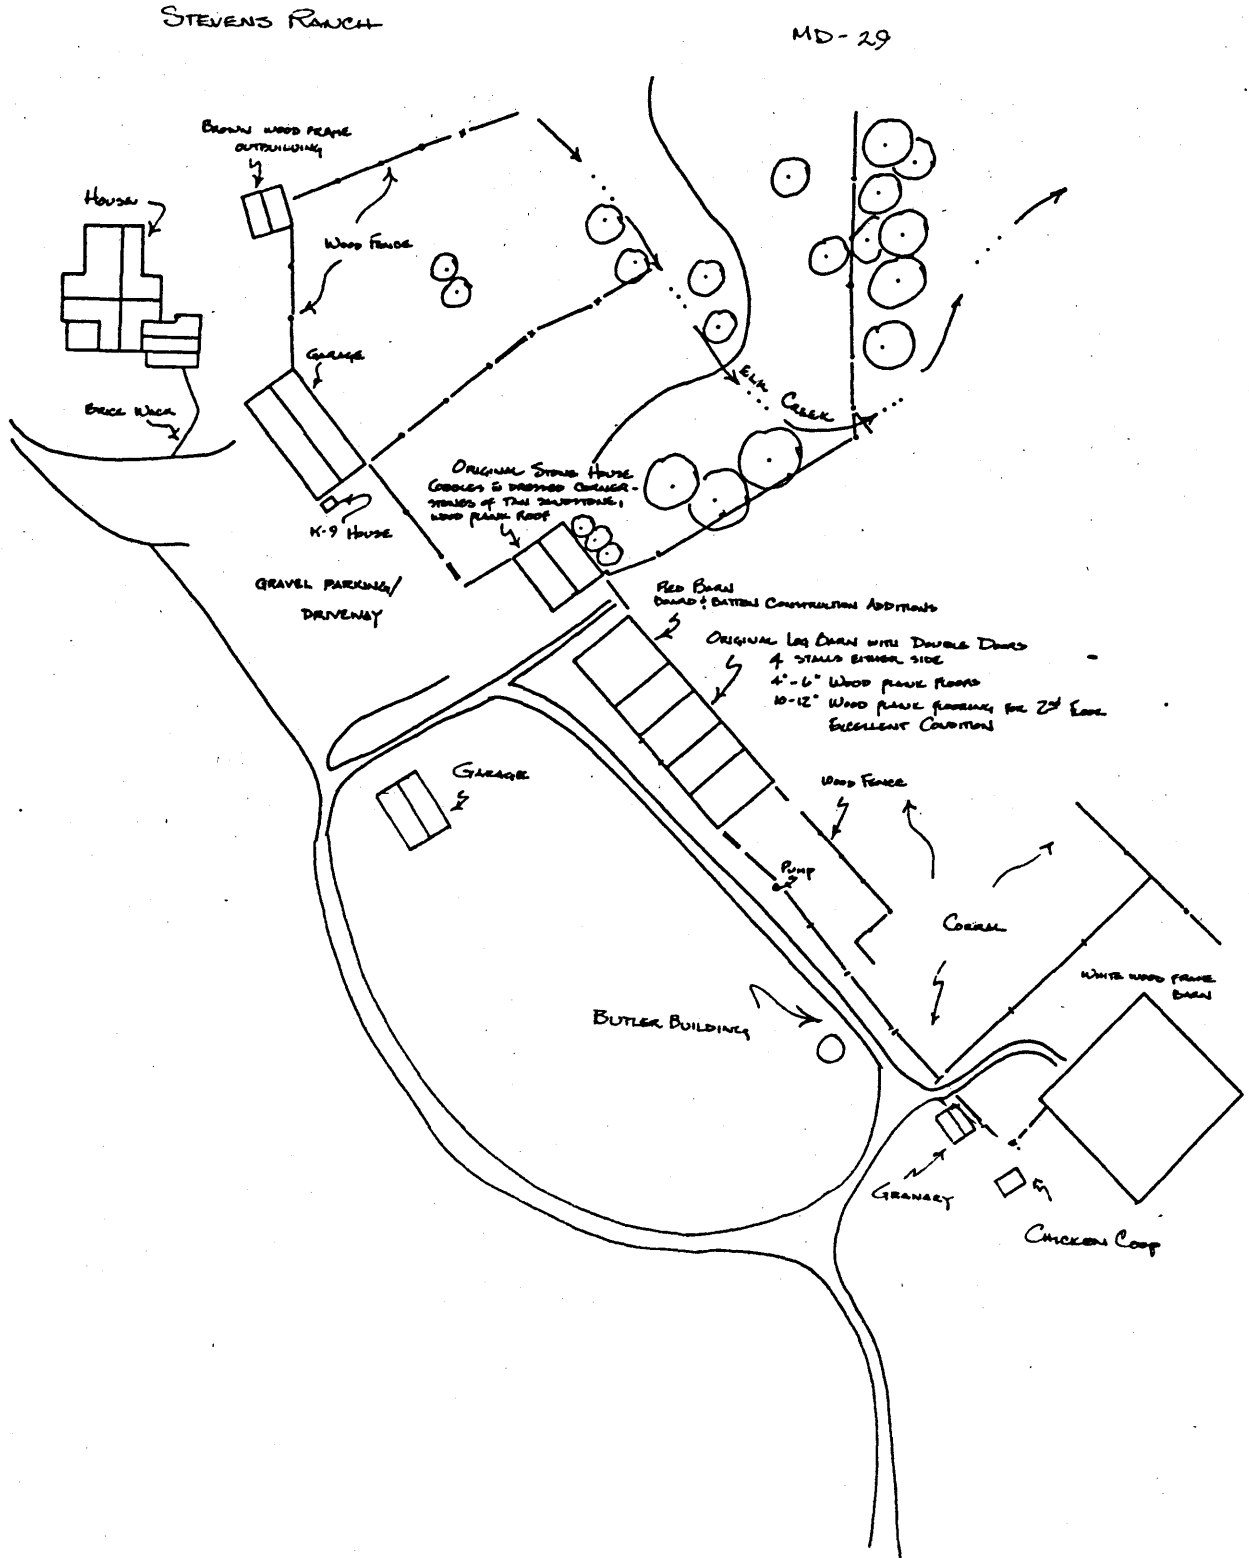 STEVENS RANCH
MD-29
BROWN WOOD FRAME
OUTBUILDING
HOUSE
WOOD FENCE
GARAGE
BRICK WALK
ELK
CREEK
ORIGINAL STONE HOUSE
COBBLES & DRESSED CORNER-
STONES OF TAN SANDSTONE,
WOOD PLANK ROOF
K-9 HOUSE
GRAVEL PARKING/
DRIVEWAY
RED BARN
BOARD & BATTEN CONSTRUCTION ADDITIONS
ORIGINAL LOG BARN WITH DOUBLE DOORS
4 STALLS EITHER SIDE
4"-6" WOOD PLANK FLOORS
10-12" WOOD PLANK FLOORING FOR 2nd FLOOR
EXCELLENT CONDITION
GARAGE
WOOD FENCE
PUMP
CORRAL
WHITE WOOD FRAME
BARN
BUTLER BUILDING
GRANARY
CHICKEN COOP